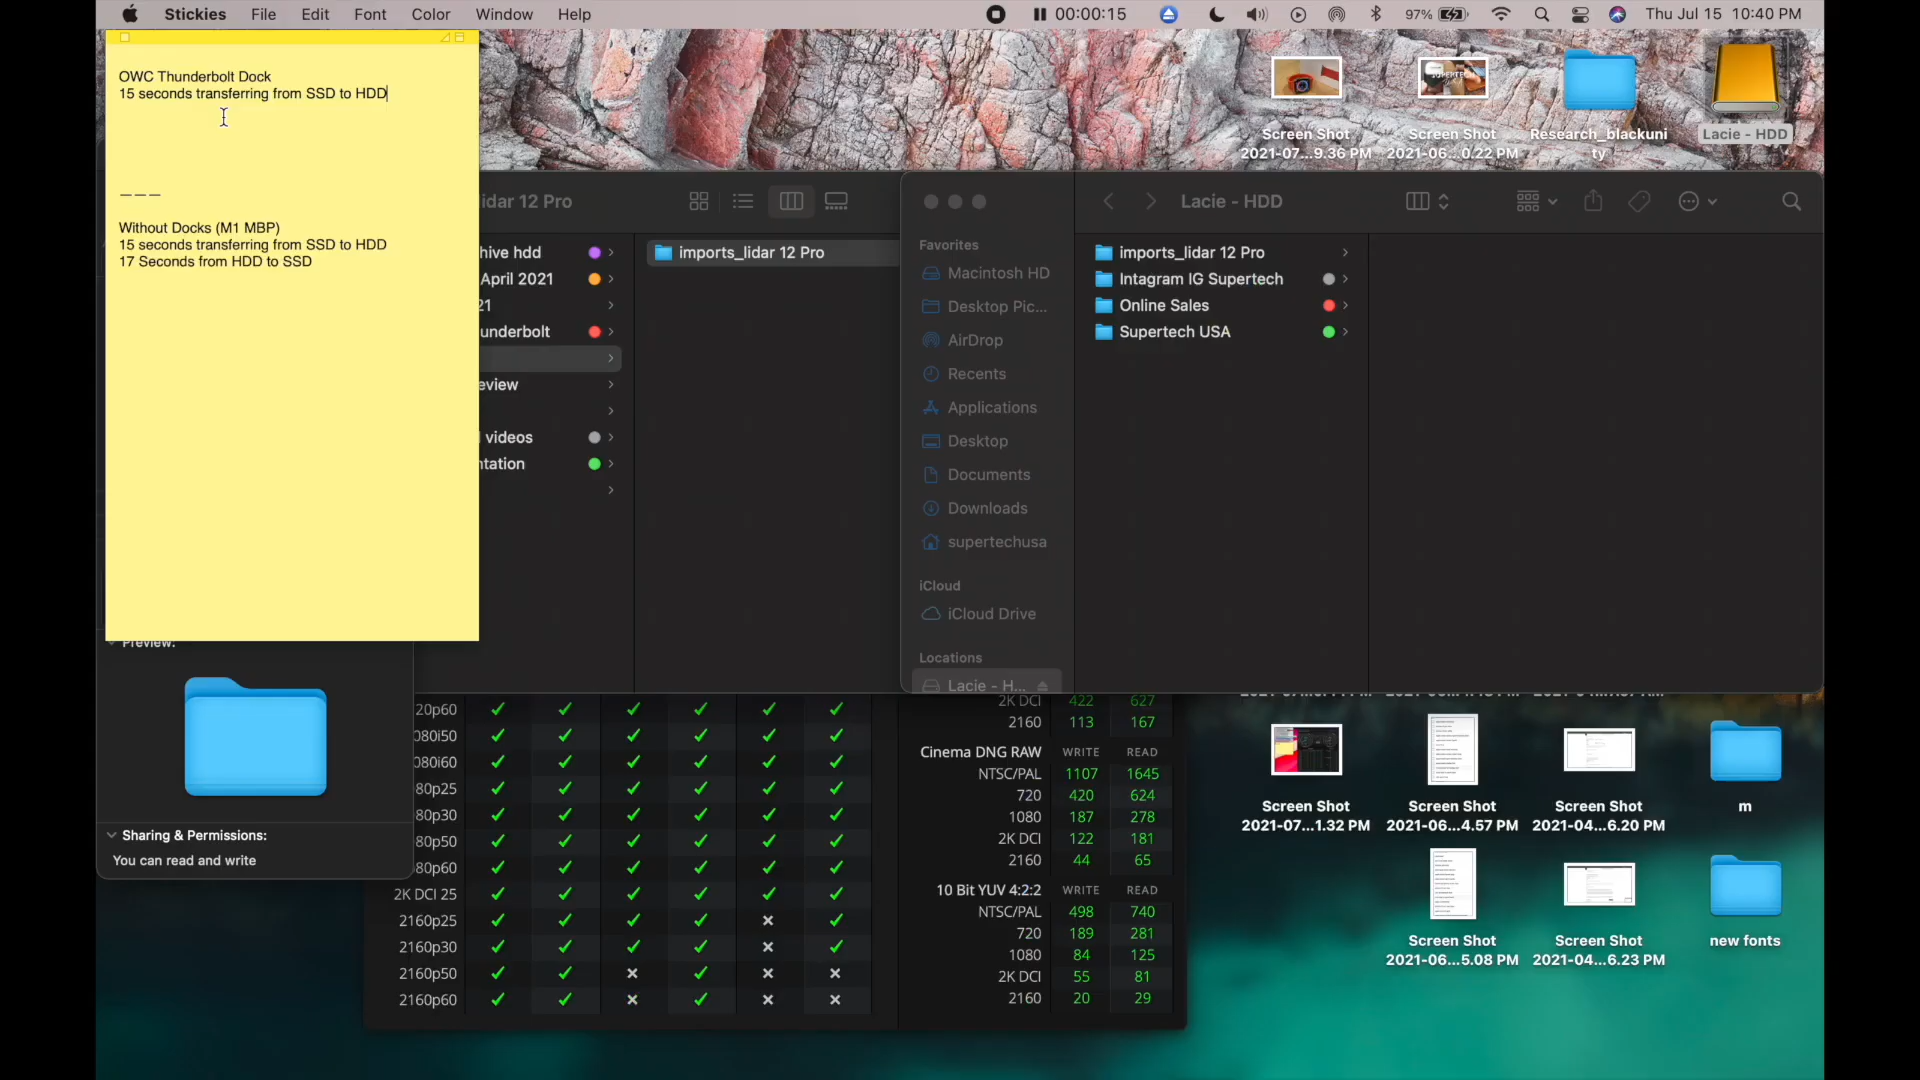 Stickies File Edit Font Color Window Help 00:00:15 97% Thu Jul 15 10:40 PM
OWC Thunderbolt Dock
15 seconds transferring from SSD to HDD
— — —
Without Docks (M1 MBP)
15 seconds transferring from SSD to HDD
17 Seconds from HDD to SSD
Screen Shot
2021-07...9.36 PM
Screen Shot
2021-06...0.22 PM
Research_blackuni
ty
Lacie - HDD
idar 12 Pro
hive hdd
April 2021
21
underbolt
eview
videos
ntation
imports_lidar 12 Pro
Lacie - HDD
Favorites
Macintosh HD
Desktop Pic...
AirDrop
Recents
Applications
Desktop
Documents
Downloads
supertechusa
iCloud
iCloud Drive
Locations
Lacie - H...
imports_lidar 12 Pro
Intagram IG Supertech
Online Sales
Supertech USA
Preview:
Sharing & Permissions:
You can read and write
20p60
080i50
080i60
80p25
80p30
80p50
80p60
2K DCI 25
2160p25
2160p30
2160p50
2160p60
2K DCI 422 627
2160 113 167
Cinema DNG RAW WRITE READ
NTSC/PAL 1107 1645
720 420 624
1080 187 278
2K DCI 122 181
2160 44 65
10 Bit YUV 4:2:2 WRITE READ
NTSC/PAL 498 740
720 189 281
1080 84 125
2K DCI 55 81
2160 20 29
Screen Shot
2021-07...1.32 PM
Screen Shot
2021-06...4.57 PM
Screen Shot
2021-04...6.20 PM
m
Screen Shot
2021-06...5.08 PM
Screen Shot
2021-04...6.23 PM
new fonts